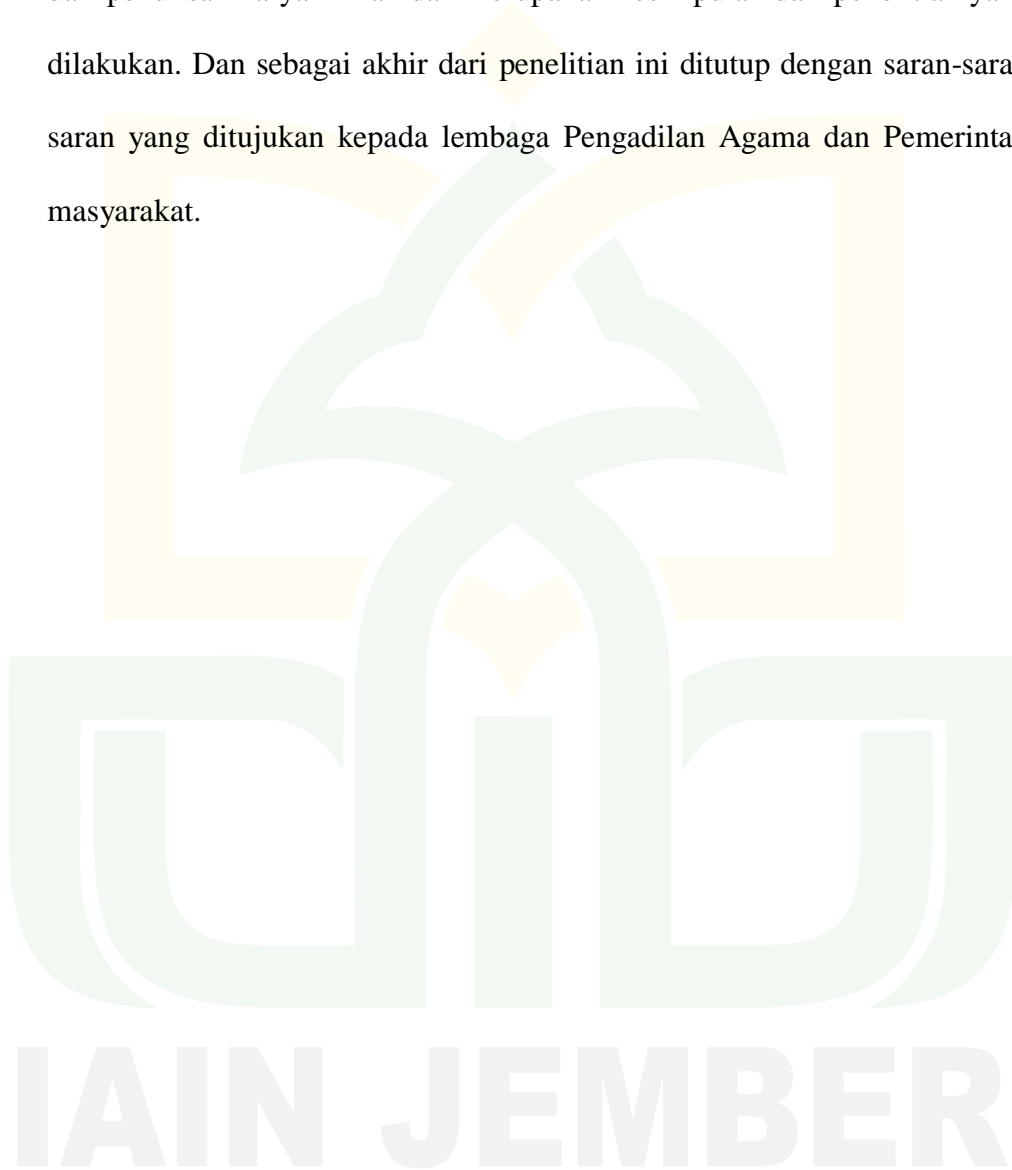 dilakukan. Dan sebagai akhir dari penelitian ini ditutup dengan saran-sara
saran yang ditujukan kepada lembaga Pengadilan Agama dan Pemerinta
masyarakat.
IAIN JEMBER